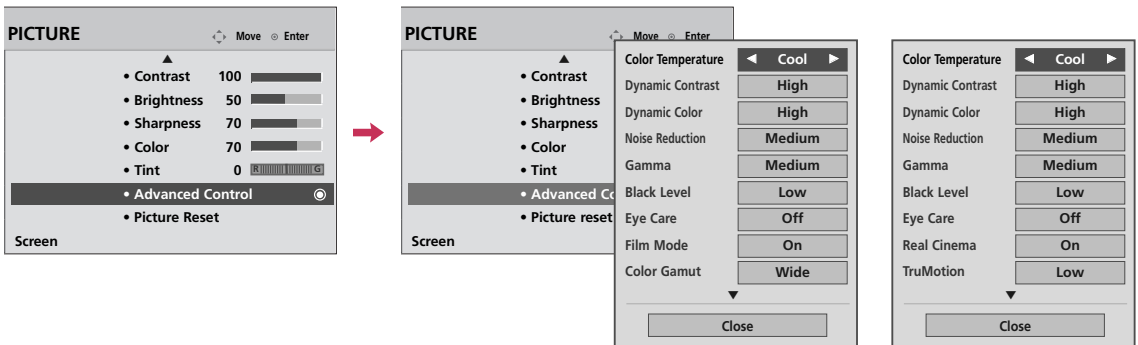 PICTURE Move Enter
• Contrast 100
• Brightness 50
• Sharpness 70
• Color 70
• Tint 0 R G
• Advanced Control
• Picture Reset
Screen
PICTURE Move Enter
• Contrast
• Brightness
• Sharpness
• Color
• Tint
• Advanced Co
• Picture reset
Screen
Color Temperature Cool
Dynamic Contrast High
Dynamic Color High
Noise Reduction Medium
Gamma Medium
Black Level Low
Eye Care Off
Film Mode On
Color Gamut Wide
Close
Color Temperature Cool
Dynamic Contrast High
Dynamic Color High
Noise Reduction Medium
Gamma Medium
Black Level Low
Eye Care Off
Real Cinema On
TruMotion Low
Close